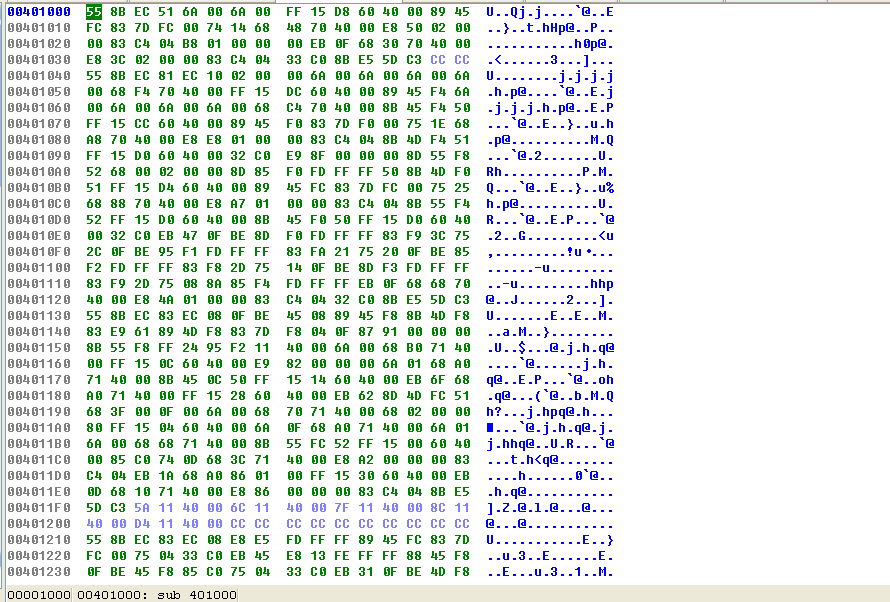 00401000 55 8B EC 51 6A 00 6A 00 FF 15 D8 60 40 00 89 45 U..Qj.j....`@..E
00401010 FC 83 7D FC 00 74 14 68 48 70 40 00 E8 50 02 00 ..}..t.hHp@..P..
00401020 00 83 C4 04 B8 01 00 00 00 EB 0F 68 30 70 40 00 ...........h0p@.
00401030 E8 3C 02 00 00 83 C4 04 33 C0 8B E5 5D C3 CC CC .<......3...]...
00401040 55 8B EC 81 EC 10 02 00 00 6A 00 6A 00 6A 00 6A U........j.j.j.j
00401050 00 68 F4 70 40 00 FF 15 DC 60 40 00 89 45 F4 6A .h.p@....`@..E.j
00401060 00 6A 00 6A 00 6A 00 68 C4 70 40 00 8B 45 F4 50 .j.j.j.h.p@..E.P
00401070 FF 15 CC 60 40 00 89 45 F0 83 7D F0 00 75 1E 68 ...`@..E..}..u.h
00401080 A8 70 40 00 E8 E8 01 00 00 83 C4 04 8B 4D F4 51 .p@..........M.Q
00401090 FF 15 D0 60 40 00 32 C0 E9 8F 00 00 00 8D 55 F8 ...`@.2.......U.
004010A0 52 68 00 02 00 00 8D 85 F0 FD FF FF 50 8B 4D F0 Rh..........P.M.
004010B0 51 FF 15 D4 60 40 00 89 45 FC 83 7D FC 00 75 25 Q...`@..E..}..u%
004010C0 68 88 70 40 00 E8 A7 01 00 00 83 C4 04 8B 55 F4 h.p@..........U.
004010D0 52 FF 15 D0 60 40 00 8B 45 F0 50 FF 15 D0 60 40 R...`@..E.P...`@
004010E0 00 32 C0 EB 47 0F BE 8D F0 FD FF FF 83 F9 3C 75 .2..G.........<u
004010F0 2C 0F BE 95 F1 FD FF FF 83 FA 21 75 20 0F BE 85 ,.........!u •...
00401100 F2 FD FF FF 83 F8 2D 75 14 0F BE 8D F3 FD FF FF ......-u........
00401110 83 F9 2D 75 08 8A 85 F4 FD FF FF EB 0F 68 68 70 ..-u.........hhp
00401120 40 00 E8 4A 01 00 00 83 C4 04 32 C0 8B E5 5D C3 @..J......2...].
00401130 55 8B EC 83 EC 08 0F BE 45 08 89 45 F8 8B 4D F8 U.......E..E..M.
00401140 83 E9 61 89 4D F8 83 7D F8 04 0F 87 91 00 00 00 ..a.M..}........
00401150 8B 55 F8 FF 24 95 F2 11 40 00 6A 00 68 B0 71 40 .U..$...@.j.h.q@
00401160 00 FF 15 0C 60 40 00 E9 82 00 00 00 6A 01 68 A0 ....`@......j.h.
00401170 71 40 00 8B 45 0C 50 FF 15 14 60 40 00 EB 6F 68 q@..E.P...`@..oh
00401180 A0 71 40 00 FF 15 28 60 40 00 EB 62 8D 4D FC 51 .q@...(`@..b.M.Q
00401190 68 3F 00 0F 00 6A 00 68 70 71 40 00 68 02 00 00 h?...j.hpq@.h...
004011A0 80 FF 15 04 60 40 00 6A 0F 68 A0 71 40 00 6A 01 ■...`@.j.h.q@.j.
004011B0 6A 00 68 68 71 40 00 8B 55 FC 52 FF 15 00 60 40 j.hhq@..U.R...`@
004011C0 00 85 C0 74 0D 68 3C 71 40 00 E8 A2 00 00 00 83 ...t.h<q@.......
004011D0 C4 04 EB 1A 68 A0 86 01 00 FF 15 30 60 40 00 EB ....h......0`@..
004011E0 0D 68 10 71 40 00 E8 86 00 00 00 83 C4 04 8B E5 .h.q@...........
004011F0 5D C3 5A 11 40 00 6C 11 40 00 7F 11 40 00 8C 11 ].Z.@.l.@...@...
00401200 40 00 D4 11 40 00 CC CC CC CC CC CC CC CC CC CC @...@...........
00401210 55 8B EC 83 EC 08 E8 E5 FD FF FF 89 45 FC 83 7D U...........E..}
00401220 FC 00 75 04 33 C0 EB 45 E8 13 FE FF FF 88 45 F8 ..u.3..E......E.
00401230 0F BE 45 F8 85 C0 75 04 33 C0 EB 31 0F BE 4D F8 ..E...u.3..1..M.
00001000 00401000: sub 401000